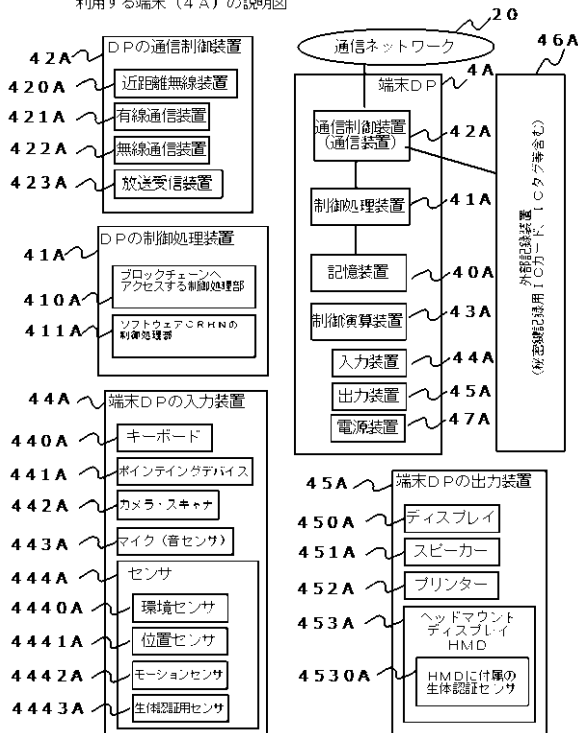 利用する端末（４Ａ）の説明図
20
通信ネットワーク
46A
外部記録装置
（秘密鍵記録用ＩＣカード、ＩＣタグ等含む）
4A
端末ＤＰ
通信制御装置
（通信装置）
42A
制御処理装置
41A
記憶装置
40A
制御演算装置
43A
入力装置
44A
出力装置
45A
電源装置
47A
42A
ＤＰの通信制御装置
420A
近距離無線装置
421A
有線通信装置
422A
無線通信装置
423A
放送受信装置
41A
ＤＰの制御処理装置
410A
ブロックチェーンへ
アクセスする制御処理部
411A
ソフトウェアＣＲＨＮの
制御処理部
44A
端末ＤＰの入力装置
440A
キーボード
441A
ポインテイングデバイス
442A
カメラ・スキャナ
443A
マイク（音センサ）
444A
センサ
4440A
環境センサ
4441A
位置センサ
4442A
モーションセンサ
4443A
生体認証用センサ
45A
端末ＤＰの出力装置
450A
ディスプレイ
451A
スピーカー
452A
プリンター
453A
ヘッドマウント
ディスプレイ
ＨＭＤ
4530A
ＨＭＤに付属の
生体認証センサ